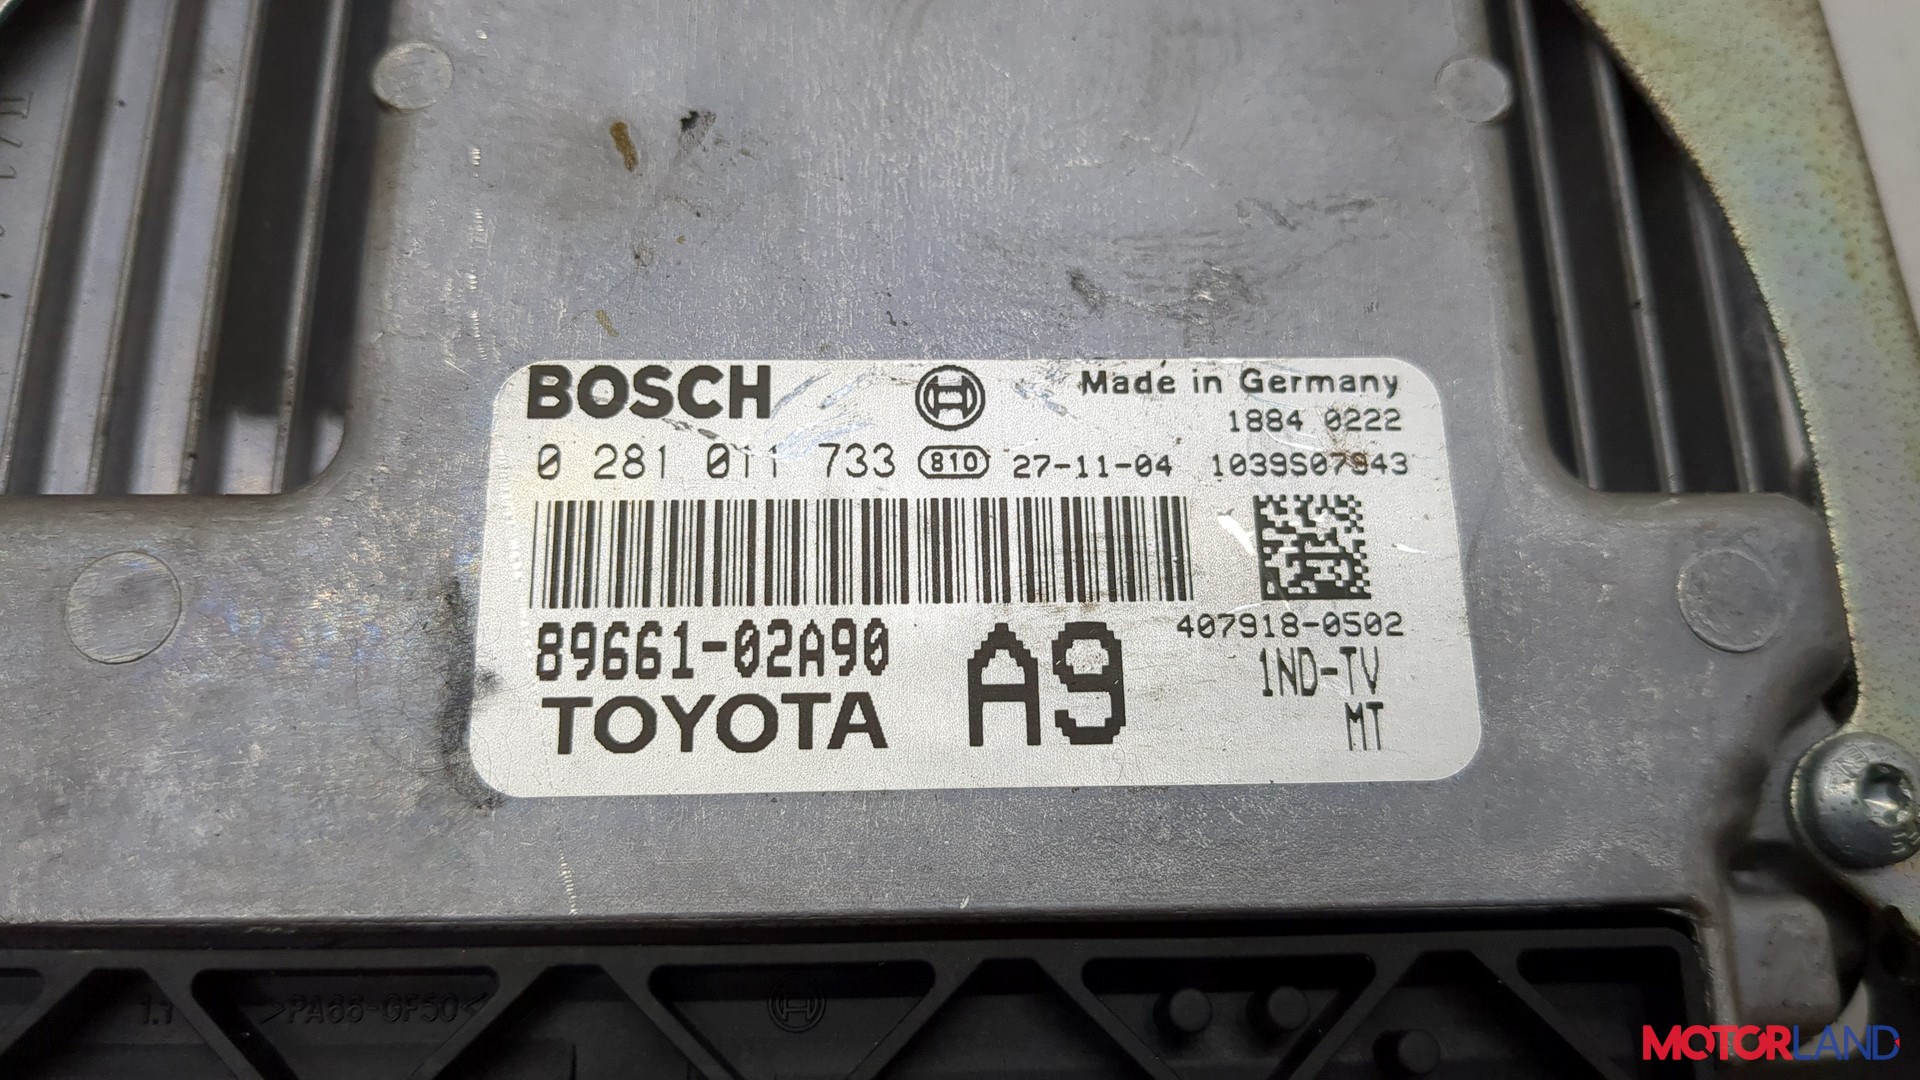 BOSCH
Made in Germany
1884 0222
0 281 011 733 810 27-11-04 1039S07943
407918-0502
89661-02A90
A9
1ND-TV
TOYOTA
MT
>PA66-GF50<
MOTORLAND